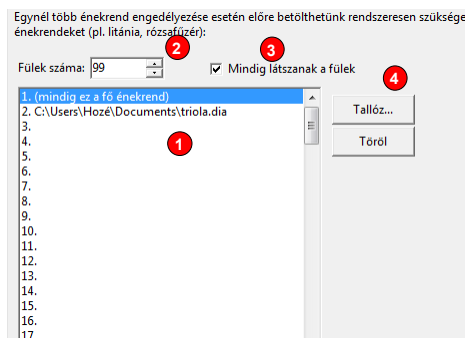 Egynél több énekrend engedélyezése esetén előre betölthetünk rendszeresen szüksége
énekrendeket (pl. litánia, rózsafűzér):
2
3
Fülek száma: 99
Mindig látszanak a fülek
4
1. (mindig ez a fő énekrend)
2. C:\Users\Hozé\Documents\triola.dia
Tallóz...
3.
4.
1
Töröl
5.
6.
7.
8.
9.
10.
11.
12.
13.
14.
15.
16.
17